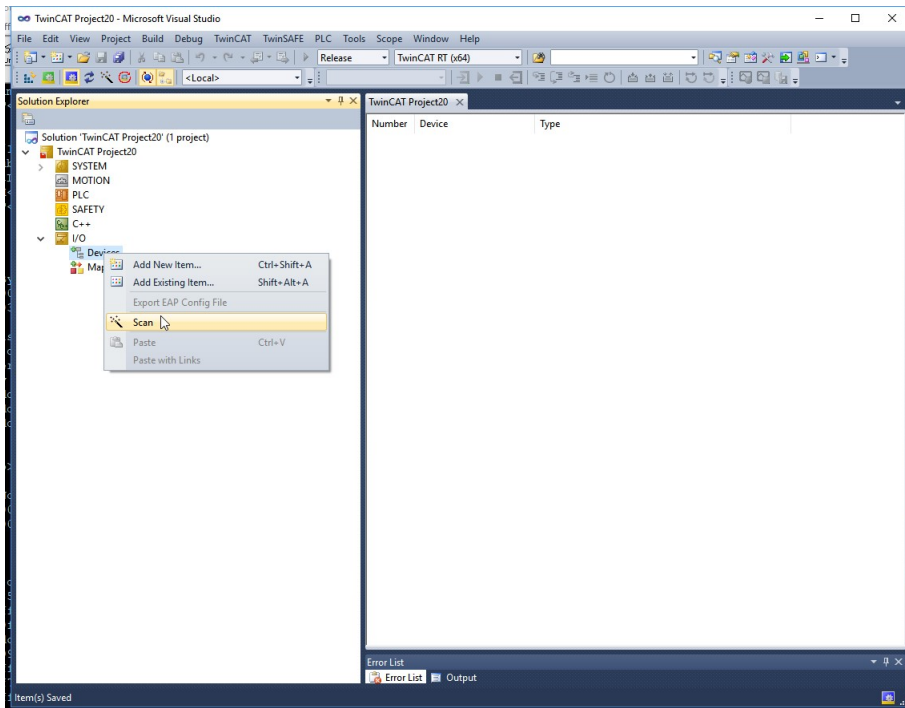 TwinCAT Project20 - Microsoft Visual Studio
File Edit View Project Build Debug TwinCAT TwinSAFE PLC Tools Scope Window Help
Release TwinCAT RT (x64)
<Local>
Solution Explorer
TwinCAT Project20
Number Device Type
Solution 'TwinCAT Project20' (1 project)
TwinCAT Project20
SYSTEM
MOTION
PLC
SAFETY
C++
I/O
Devices
Map
Add New Item... Ctrl+Shift+A
Add Existing Item... Shift+Alt+A
Export EAP Config File
Scan
Paste Ctrl+V
Paste with Links
Error List
Error List Output
Item(s) Saved